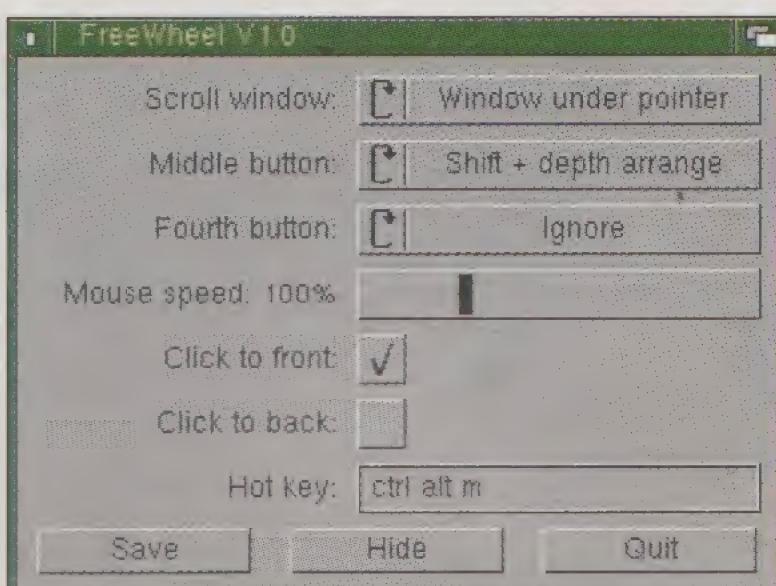 FreeWheel V1.0
Scroll window: Window under pointer
Middle button: Shift + depth arrange
Fourth button: Ignore
Mouse speed: 100%
Click to front:
Click to back:
Hot key: ctrl alt m
Save Hide Quit